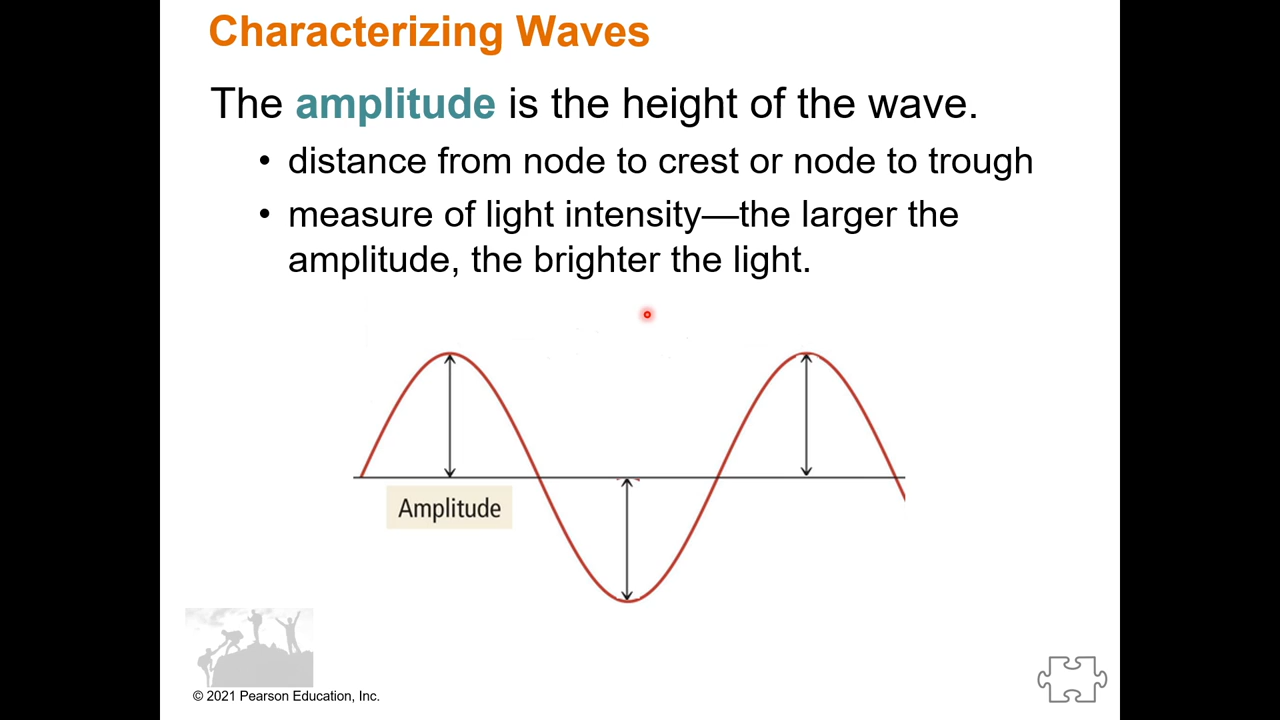 Characterizing Waves
The amplitude is the height of the wave.
• distance from node to crest or node to trough
• measure of light intensity—the larger the
amplitude, the brighter the light.
Amplitude
© 2021 Pearson Education, Inc.